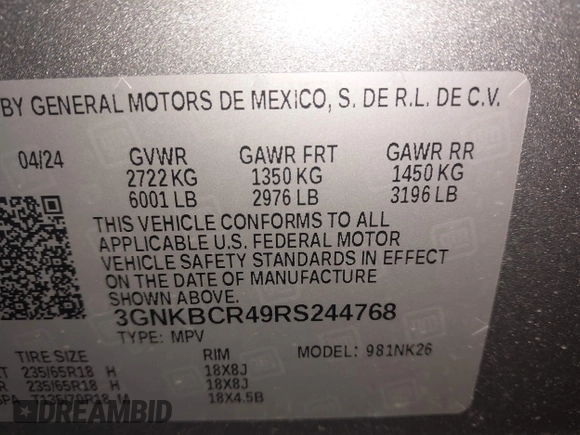 BY GENERAL MOTORS DE MEXICO, S. DE R.L. DE C.V.
04/24 GVWR GAWR FRT GAWR RR
2722 KG 1350 KG 1450 KG
6001 LB 2976 LB 3196 LB
THIS VEHICLE CONFORMS TO ALL
APPLICABLE U.S. FEDERAL MOTOR
VEHICLE SAFETY STANDARDS IN EFFECT
ON THE DATE OF MANUFACTURE
SHOWN ABOVE.
3GNKBCR49RS244768
TYPE: MPV
TIRE SIZE RIM MODEL: 981NK26
235/65R18 H 18X8J
235/65R18 H 18X8J
T135/70R18 M 18X4.5B
DREAMBID